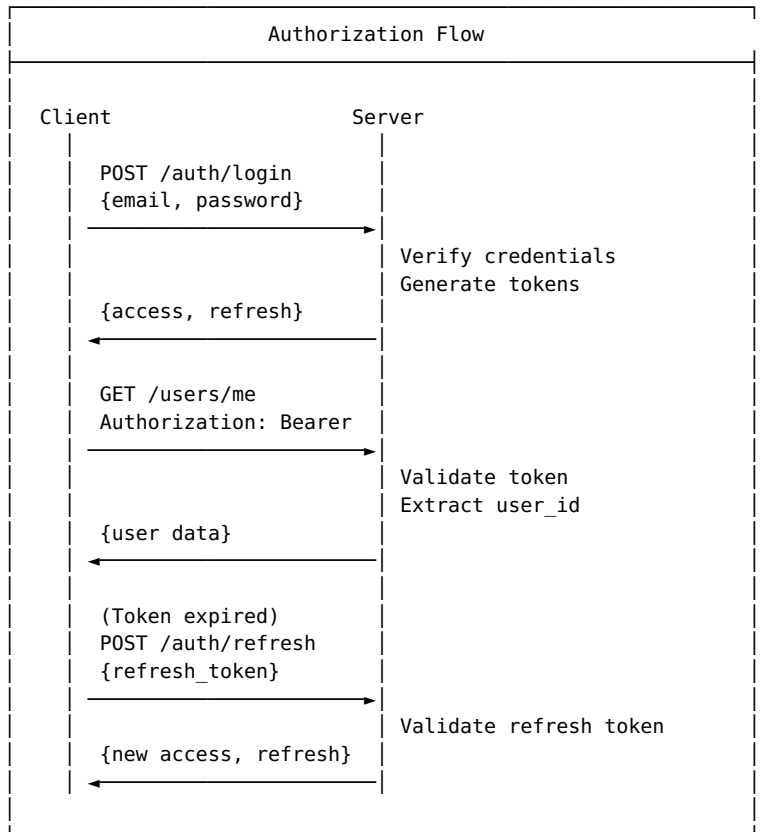 Authorization Flow
Client Server
POST /auth/login
{email, password}
Verify credentials
Generate tokens
{access, refresh}
GET /users/me
Authorization: Bearer
Validate token
Extract user_id
{user data}
(Token expired)
POST /auth/refresh
{refresh_token}
Validate refresh token
{new access, refresh}